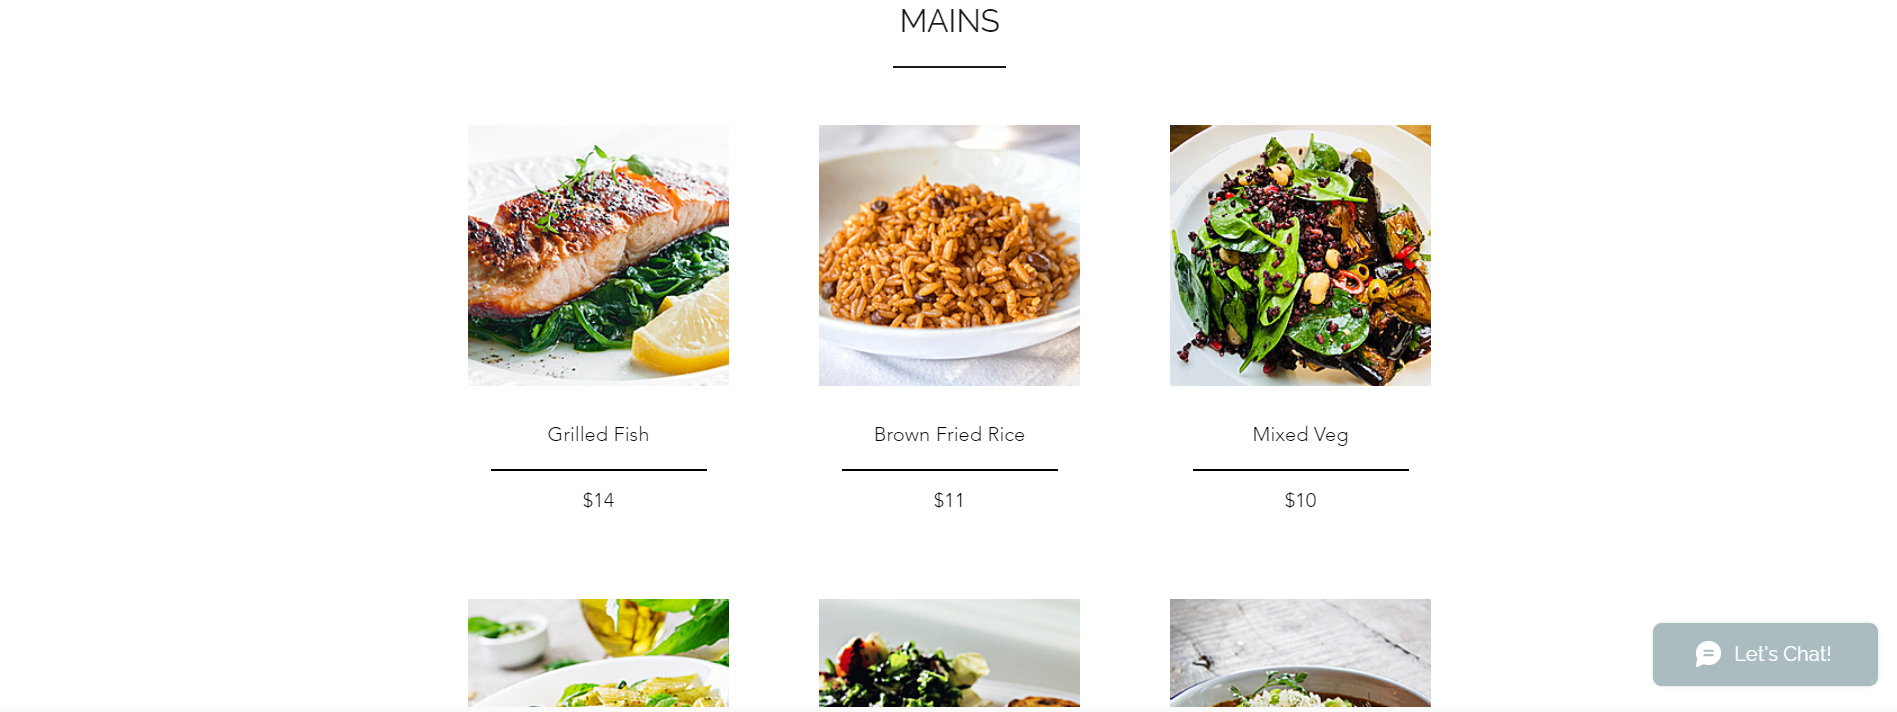 MAINS
Grilled Fish
Brown Fried Rice
Mixed Veg
$14
$11
$10
Let's Chat!